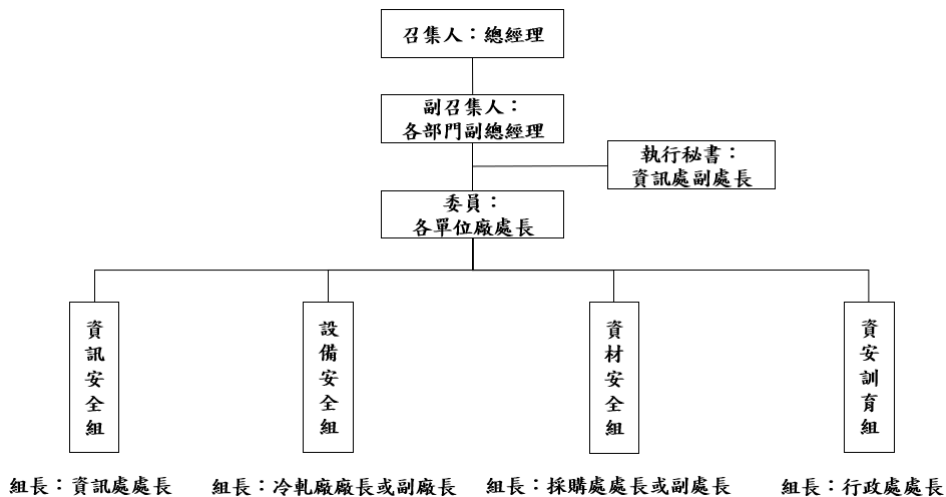 召集人：總經理
副召集人：
各部門副總經理
執行秘書：
資訊處副處長
委員：
各單位廠處長
資訊安全組
設備安全組
資材安全組
資安訓育組
組長：資訊處處長
組長：冷軋廠廠長或副廠長
組長：採購處處長或副處長
組長：行政處處長